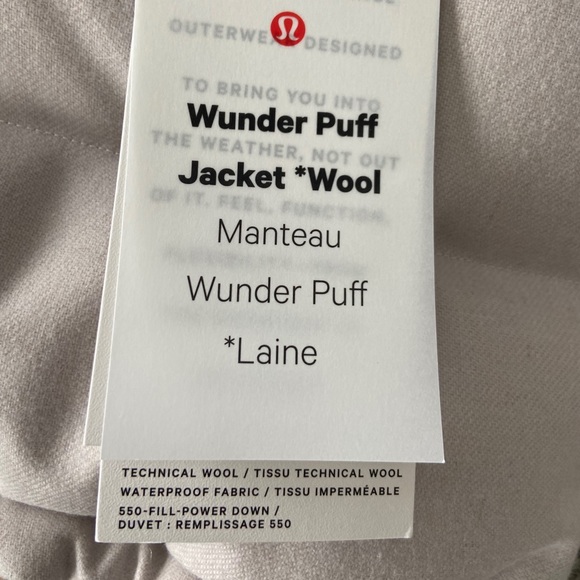 OUTERWEAR DESIGNED
TO BRING YOU INTO
Wunder Puff
THE WEATHER, NOT OUT
Jacket *Wool
OF IT. FEEL. FUNCTION.
Manteau
Wunder Puff
*Laine
TECHNICAL WOOL / TISSU TECHNICAL WOOL
WATERPROOF FABRIC / TISSU IMPERMÉABLE
550-FILL-POWER DOWN /
DUVET : REMPLISSAGE 550